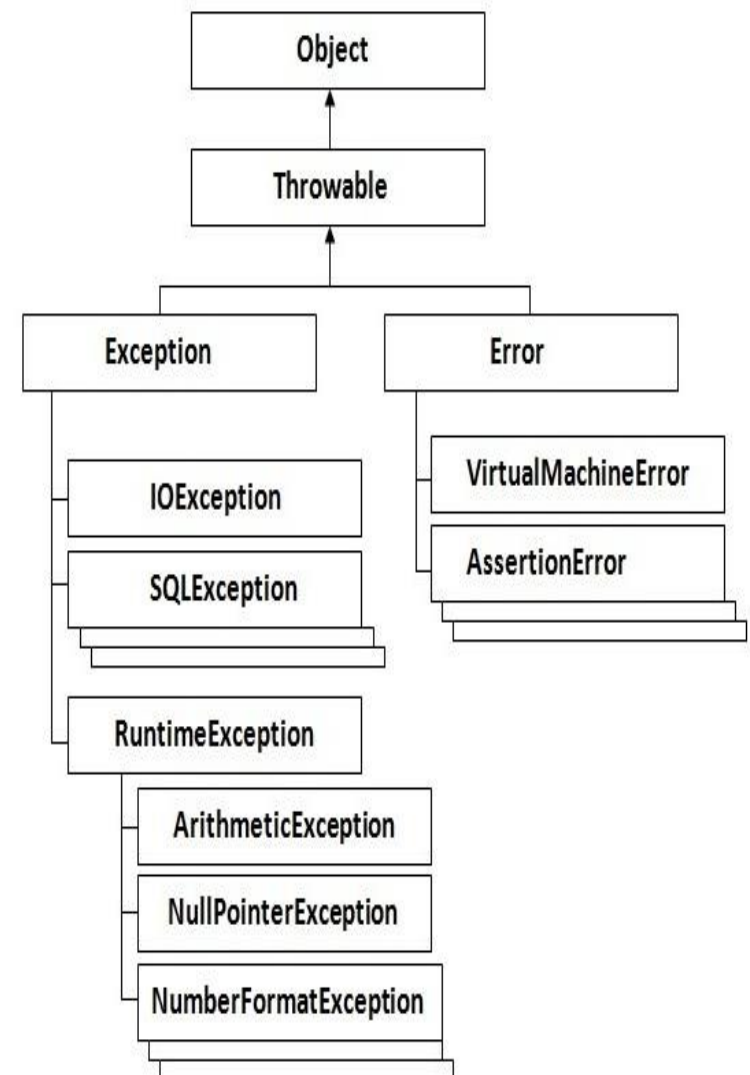 Object
Throwable
Exception
Error
IOException
SQLException
RuntimeException
ArithmeticException
NullPointerException
NumberFormatException
VirtualMachineError
AssertionError